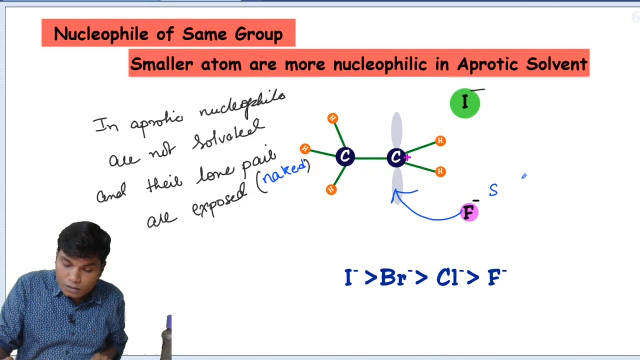 Nucleophile of Same Group
Smaller atom are more nucleophilic in Aprotic Solvent
In aprotic nucleophile
are not solvated
and their lone pair
are exposed (naked)
H
H
H
C
C
+
H
H
I⁻
F⁻
S
I⁻ > Br⁻ > Cl⁻ > F⁻